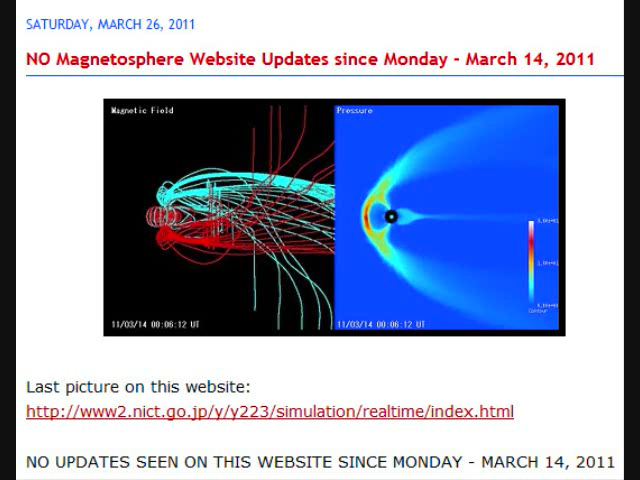 SATURDAY, MARCH 26, 2011
NO Magnetosphere Website Updates since Monday - March 14, 2011
Magnetic Field
Pressure
11/03/14 00:06:12 UT
11/03/14 00:06:12 UT
Last picture on this website:
http://www2.nict.go.jp/y/y223/simulation/realtime/index.html
NO UPDATES SEEN ON THIS WEBSITE SINCE MONDAY - MARCH 14, 2011